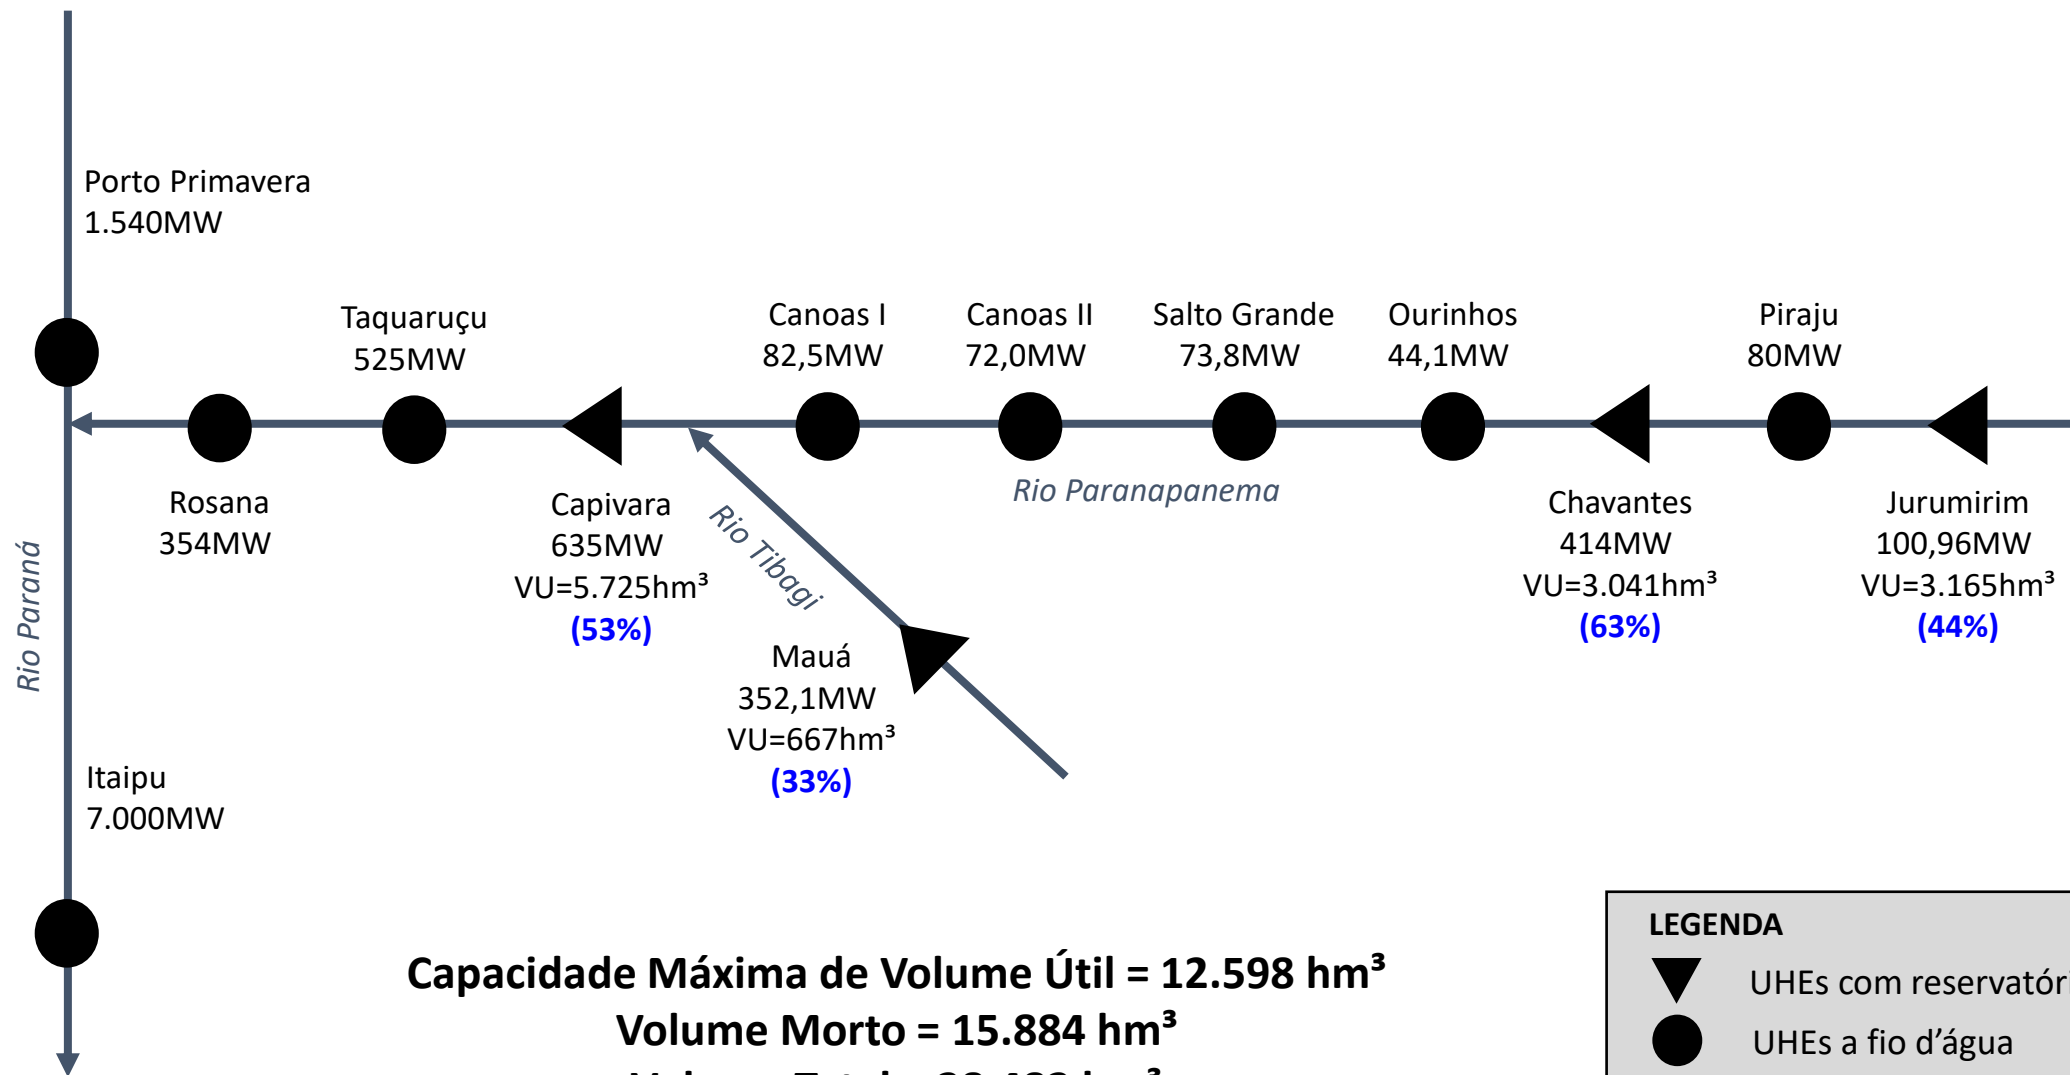 Porto Primavera
1.540MW
Taquaruçu
525MW
Canoas I
82,5MW
Canoas II
72,0MW
Salto Grande
73,8MW
Ourinhos
44,1MW
Piraju
80MW
Rosana
354MW
Capivara
635MW
VU=5.725hm³
(53%)
Rio Tibagi
Rio Paranapanema
Chavantes
414MW
VU=3.041hm³
(63%)
Jurumirim
100,96MW
VU=3.165hm³
(44%)
Rio Paraná
Mauá
352,1MW
VU=667hm³
(33%)
Itaipu
7.000MW
Capacidade Máxima de Volume Útil = 12.598 hm³
Volume Morto = 15.884 hm³
LEGENDA
UHEs com reservatóri
UHEs a fio d’água